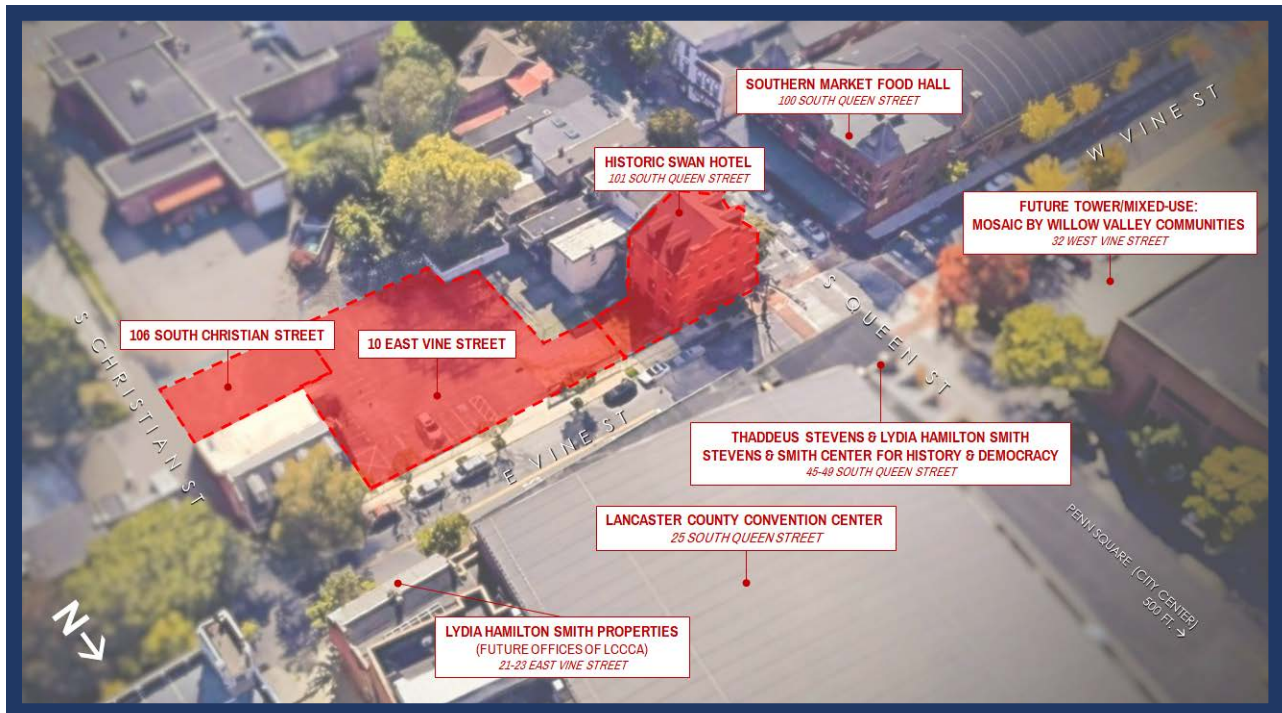 SOUTHERN MARKET FOOD HALL
100 SOUTH QUEEN STREET
W VINE ST
HISTORIC SWAN HOTEL
101 SOUTH QUEEN STREET
FUTURE TOWER/MIXED-USE:
MOSAIC BY WILLOW VALLEY COMMUNITIES
32 WEST VINE STREET
S QUEEN ST
106 SOUTH CHRISTIAN STREET
10 EAST VINE STREET
S CHRISTIAN ST
E VINE ST
THADDEUS STEVENS & LYDIA HAMILTON SMITH
STEVENS & SMITH CENTER FOR HISTORY & DEMOCRACY
45-49 SOUTH QUEEN STREET
LANCASTER COUNTY CONVENTION CENTER
25 SOUTH QUEEN STREET
PENN SQUARE (CITY CENTER)
500 FT. →
N→
LYDIA HAMILTON SMITH PROPERTIES
(FUTURE OFFICES OF LCCCA)
21-23 EAST VINE STREET